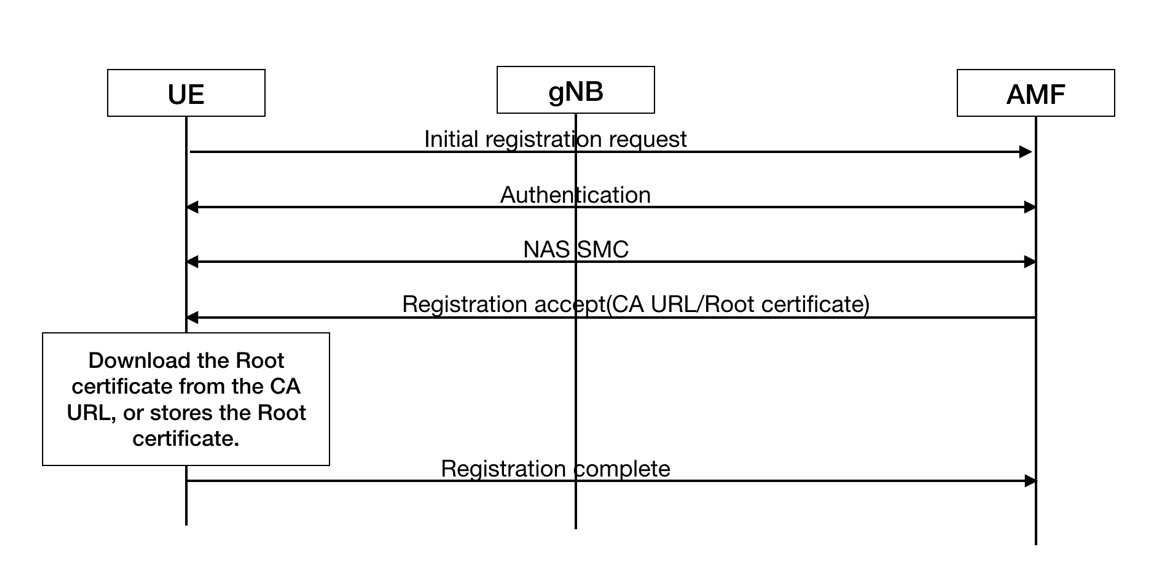 UE
gNB
AMF
Initial registration request
Authentication
NAS SMC
Registration accept(CA URL/Root certificate)
Download the Root
certificate from the CA
URL, or stores the Root
certificate.
Registration complete